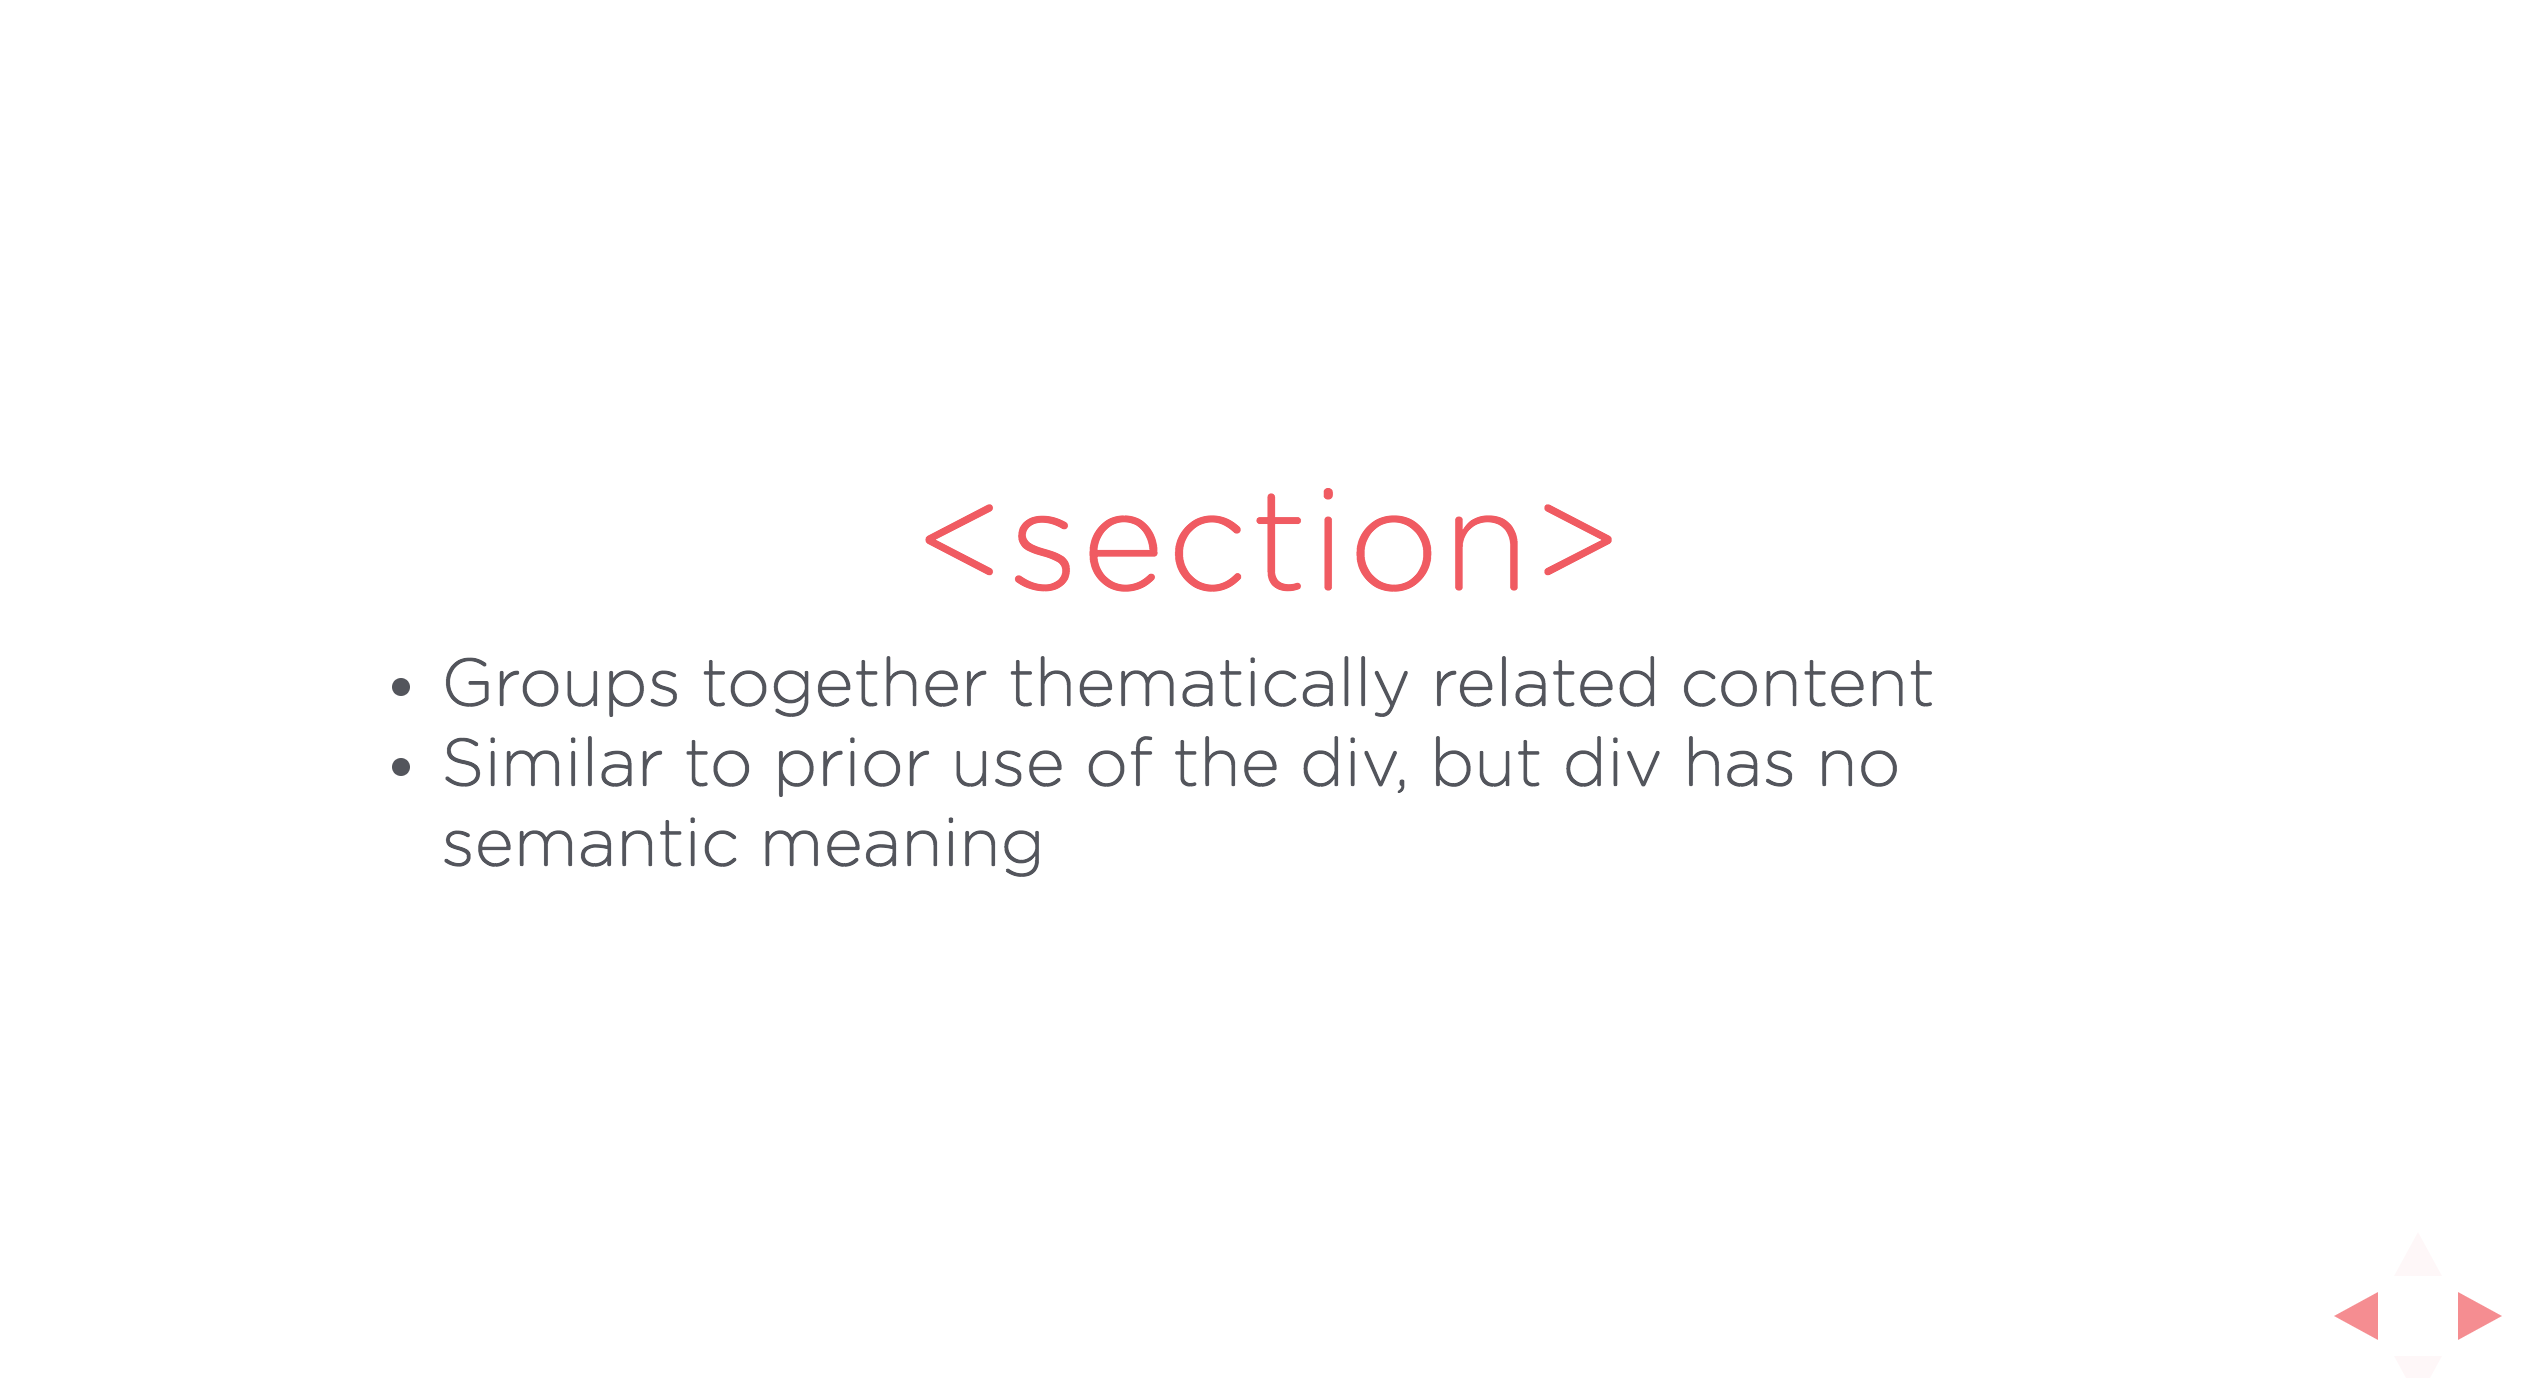 <section>
• Groups together thematically related content
• Similar to prior use of the div, but div has no
semantic meaning